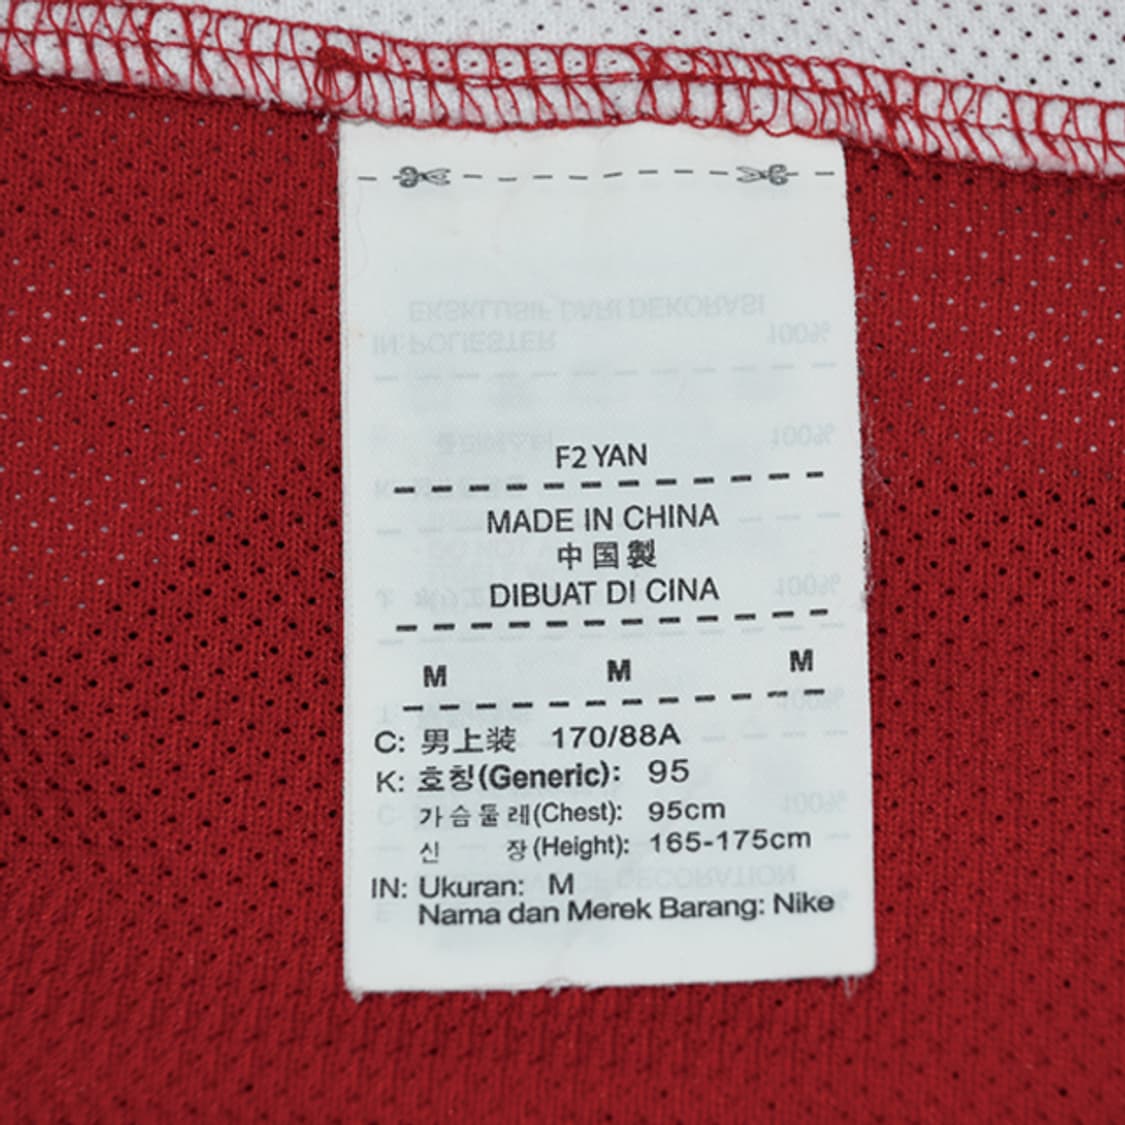 F2 YAN
MADE IN CHINA
中国製
DIBUAT DI CINA
M M M
C: 男上装 170/88A
K: 호칭(Generic): 95
가슴둘레(Chest): 95cm
신 장(Height): 165-175cm
IN: Ukuran: M
Nama dan Merek Barang: Nike